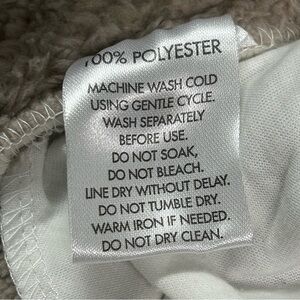 100% POLYESTER
MACHINE WASH COLD
USING GENTLE CYCLE.
WASH SEPARATELY
BEFORE USE.
DO NOT SOAK,
DO NOT BLEACH.
LINE DRY WITHOUT DELAY.
DO NOT TUMBLE DRY.
WARM IRON IF NEEDED.
DO NOT DRY CLEAN.